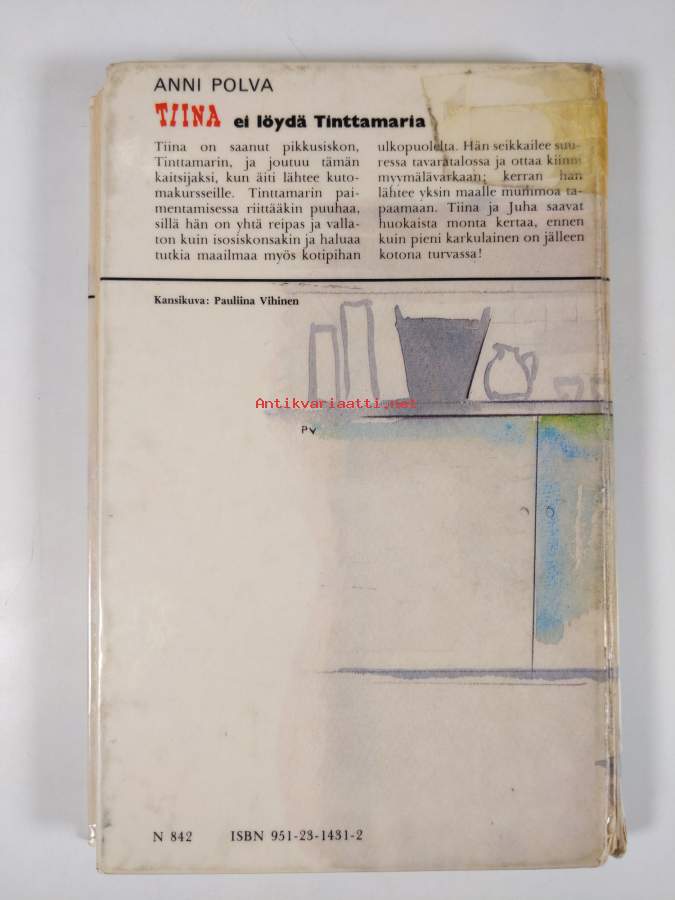 ANNI POLVA
TIINA ei löydä Tinttamaria
Tiina on saanut pikkusiskon,
Tinttamarin, ja joutuu tämän
kaitsijaksi, kun äiti lähtee kuto-
makursseille. Tinttamarin pai-
mentamisessa riittääkin puuhaa,
sillä hän on yhtä reipas ja valla-
ton kuin isosiskonsakin ja haluaa
tutkia maailmaa myös kotipihan
ulkopuolelta. Hän seikkailee suu-
ressa tavaratalossa ja ottaa kiinni
myymälävarkaan; kerran hän
lähtee yksin maalle mummoa ta-
paamaan. Tiina ja Juha saavat
huokaista monta kertaa, ennen
kuin pieni karkulainen on jälleen
kotona turvassa!
Kansikuva: Pauliina Vihinen
Antikvariaatti.net
PV
N 842 ISBN 951-23-1431-2